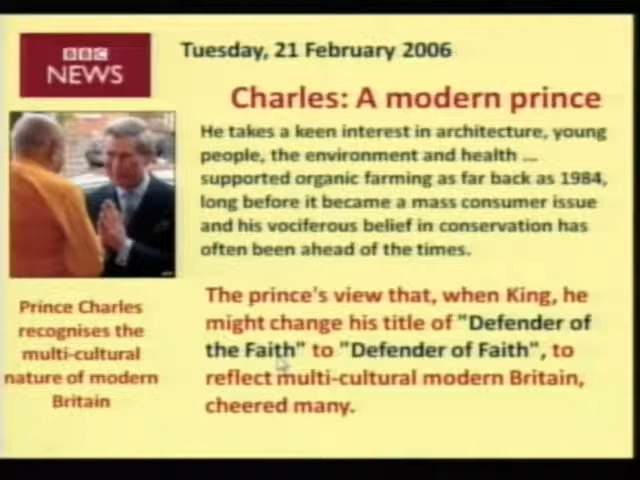 BBC
NEWS
Tuesday, 21 February 2006
Charles: A modern prince
He takes a keen interest in architecture, young
people, the environment and health ...
supported organic farming as far back as 1984,
long before it became a mass consumer issue
and his vociferous belief in conservation has
often been ahead of the times.
Prince Charles
recognises the
multi-cultural
nature of modern
Britain
The prince's view that, when King, he
might change his title of "Defender of
the Faith" to "Defender of Faith", to
reflect multi-cultural modern Britain,
cheered many.